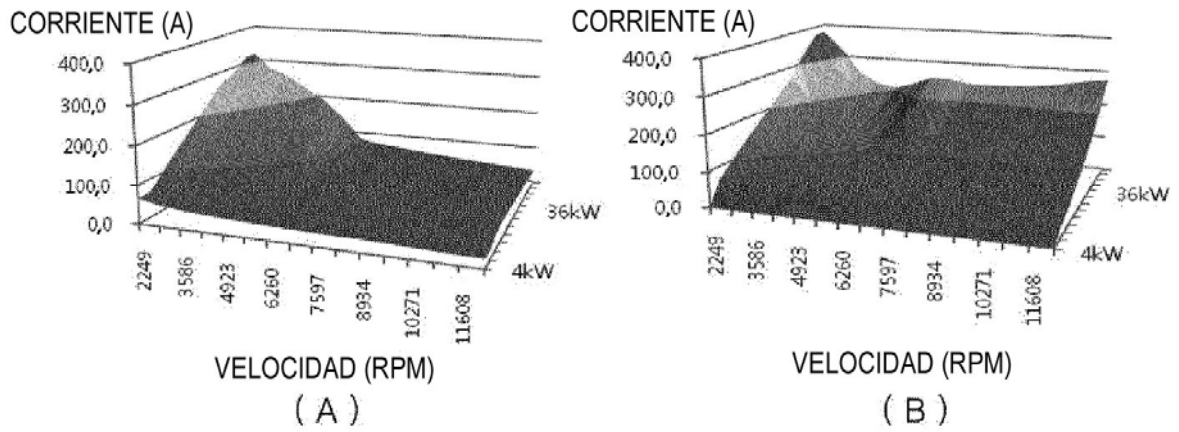 CORRIENTE (A)
400,0
300,0
200,0
100,0
0,0
2249
3586
4923
6260
7597
8934
10271
11608
36kW
4kW
VELOCIDAD (RPM)
( A )
CORRIENTE (A)
400,0
300,0
200,0
100,0
0,0
2249
3586
4923
6260
7597
8934
10271
11608
36kW
4kW
VELOCIDAD (RPM)
( B )